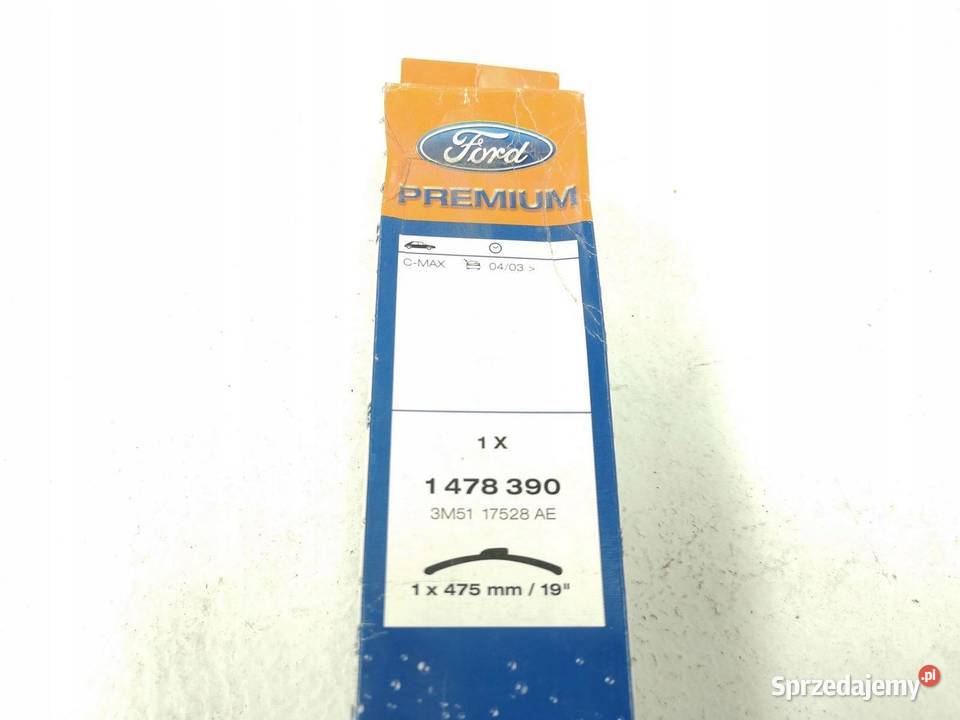 Ford
PREMIUM
C-MAX 04/03 >
1 X
1 478 390
3M51 17528 AE
1 x 475 mm / 19"
Sprzedajemy.pl